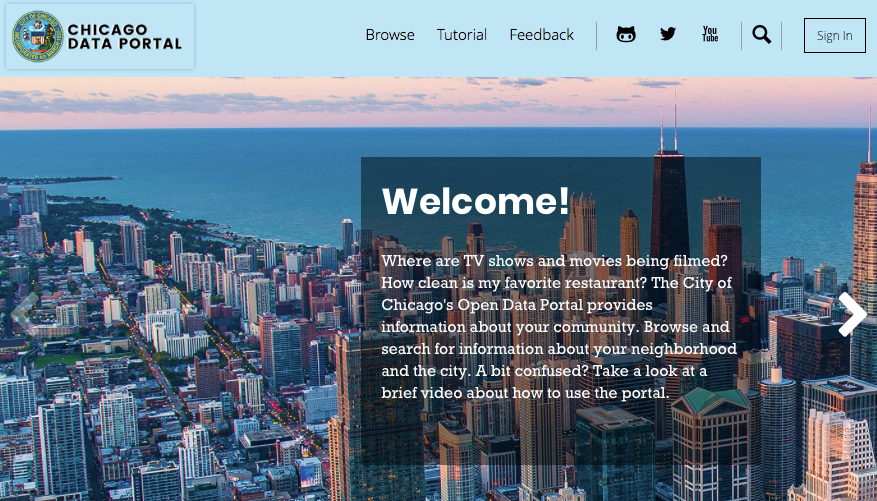 CHICAGO
DATA PORTAL
Browse
Tutorial
Feedback
You
Tube
Sign In
Welcome!
Where are TV shows and movies being filmed?
How clean is my favorite restaurant? The City of
Chicago's Open Data Portal provides
information about your community. Browse and
search for information about your neighborhood
and the city. A bit confused? Take a look at a
brief video about how to use the portal.